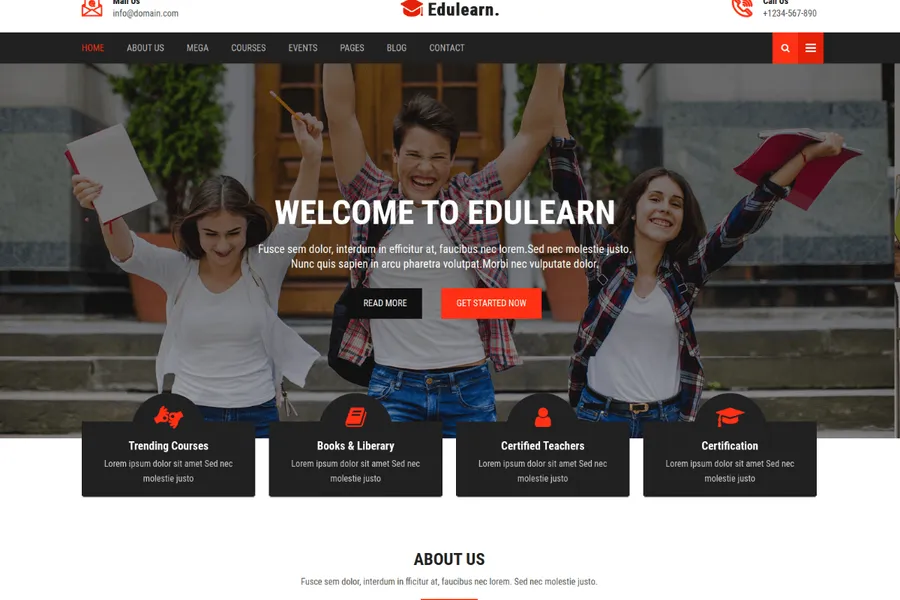 Mail Us
info@domain.com
Edulearn.
Call Us
+1234-567-890
HOME ABOUT US MEGA COURSES EVENTS PAGES BLOG CONTACT
WELCOME TO EDULEARN
Fusce sem dolor, interdum in efficitur at, faucibus nec lorem.Sed nec molestie justo.
Nunc quis sapien in arcu pharetra volutpat.Morbi nec vulputate dolor.
READ MORE
GET STARTED NOW
Trending Courses
Lorem ipsum dolor sit amet Sed nec
molestie justo
Books & Liberary
Lorem ipsum dolor sit amet Sed nec
molestie justo
Certified Teachers
Lorem ipsum dolor sit amet Sed nec
molestie justo
Certification
Lorem ipsum dolor sit amet Sed nec
molestie justo
ABOUT US
Fusce sem dolor, interdum in fficitur at, faucibus nec lorem. Sed nec molestie justo.